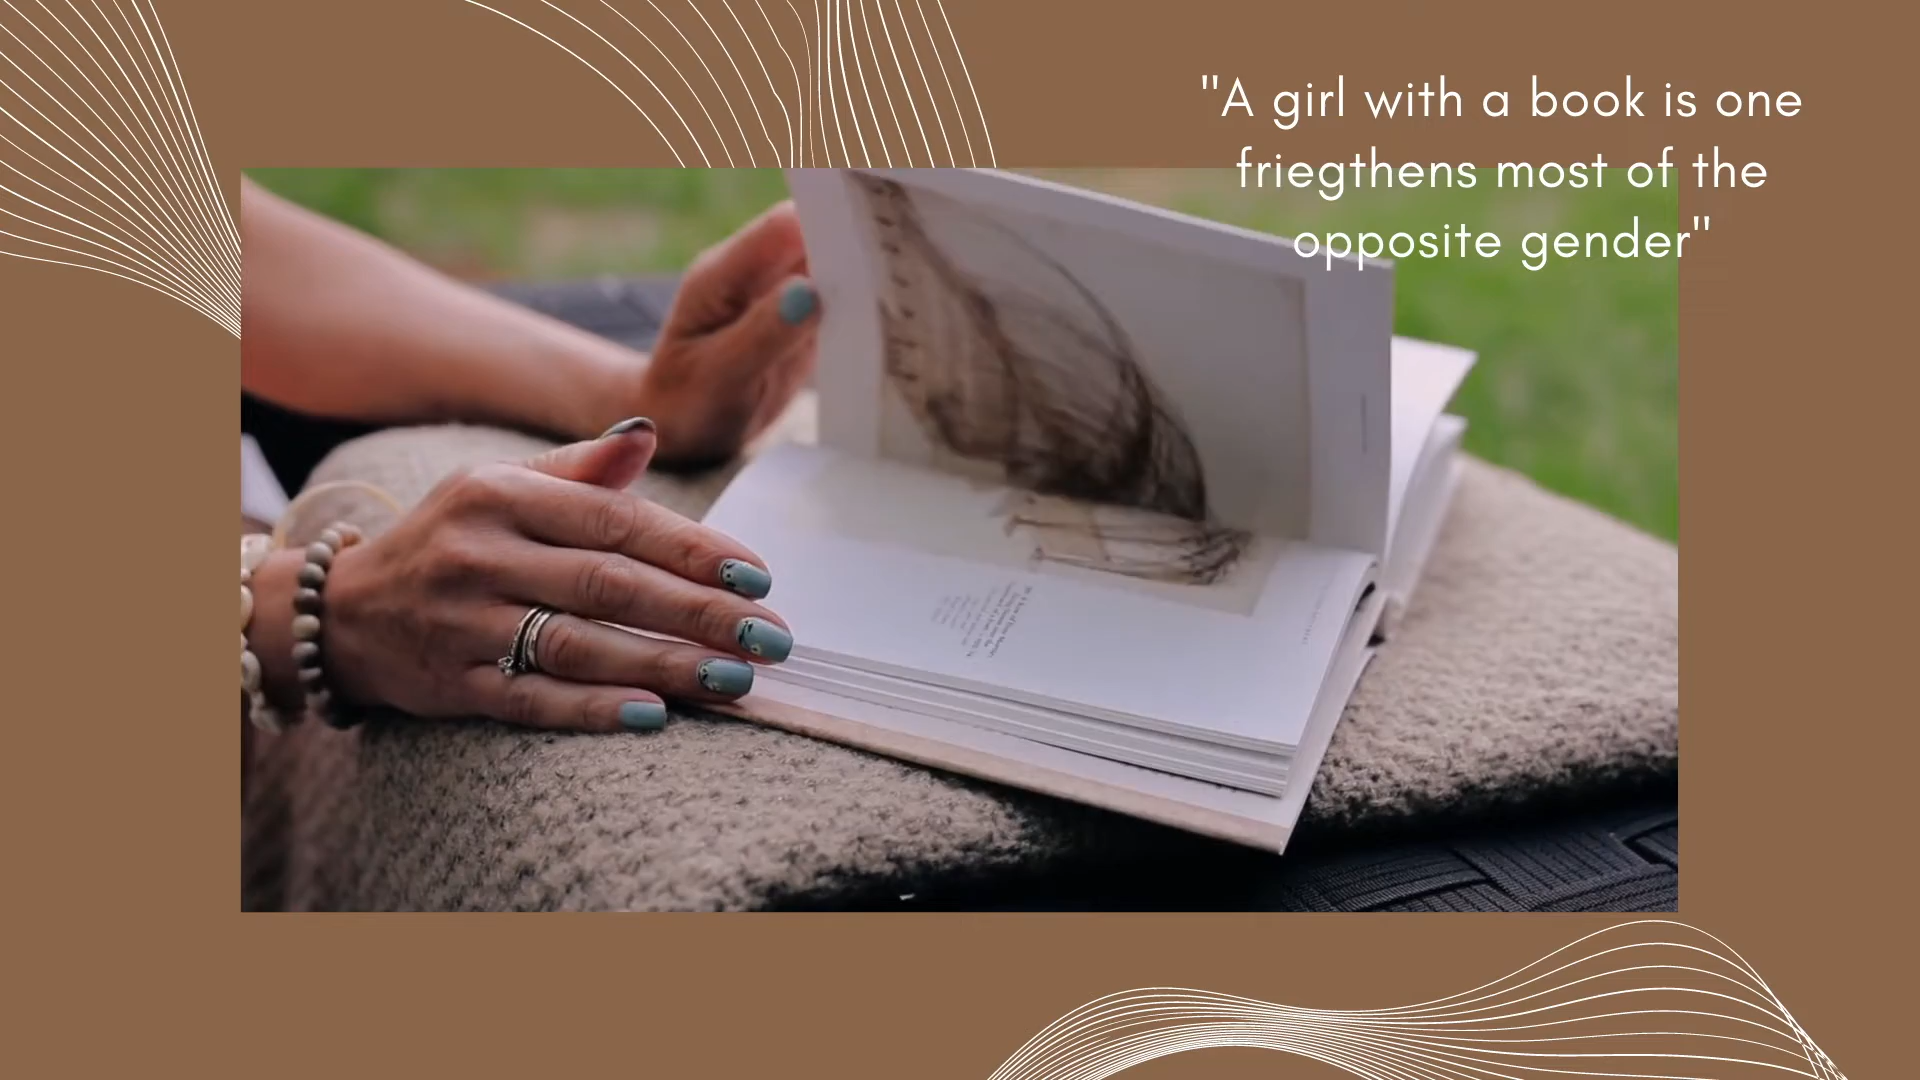 "A girl with a book is one
friegthens most of the
opposite gender"